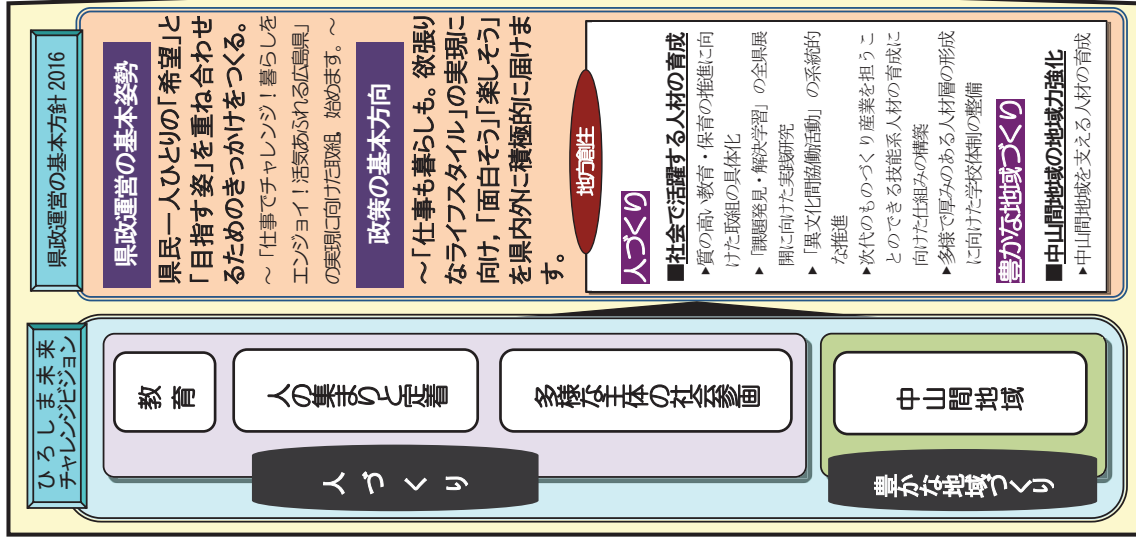 ひろしま未来
チャレンジビジョン
教育
人の集まりと定着
多様な主体の社会参画
人づくり
中山間地域
豊かな地域づくり
県政運営の基本方針 2016
県政運営の基本姿勢
県民一人ひとりの「希望」と
「目指す姿」を重ね合わせ
るためのきっかけをつくる。
～「仕事でチャレンジ！暮らしを
エンジョイ！活気あふれる広島県」
の実現に向けた取組，始めます。～
政策の基本方向
～「仕事も暮らしも。欲張り
なライフスタイル」の実現に
向け，「面白そう」「楽しそう」
を県内外に積極的に届けま
す。
地方創生
人づくり
■社会で活躍する人材の育成
▶質の高い教育・保育の推進に向
けた取組の具体化
▶「課題発見・解決学習」の全県展
開に向けた実践研究
▶「異文化間協働活動」の系統的
な推進
▶次代のものづくり産業を担うこ
とのできる技能系人材の育成に
向けた仕組みの構築
▶多様で厚みのある人材層の形成
に向けた学校体制の整備
豊かな地域づくり
■中山間地域の地域力強化
▶中山間地域を支える人材の育成